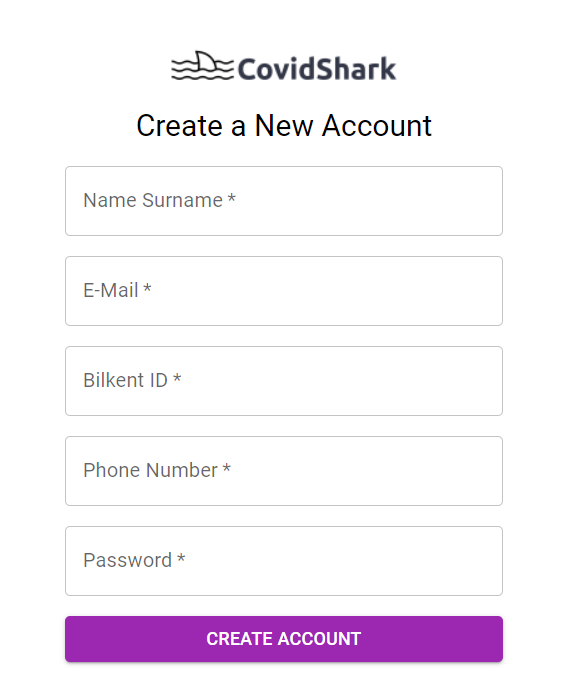 CovidShark
Create a New Account
Name Surname *
E-Mail *
Bilkent ID *
Phone Number *
Password *
CREATE ACCOUNT